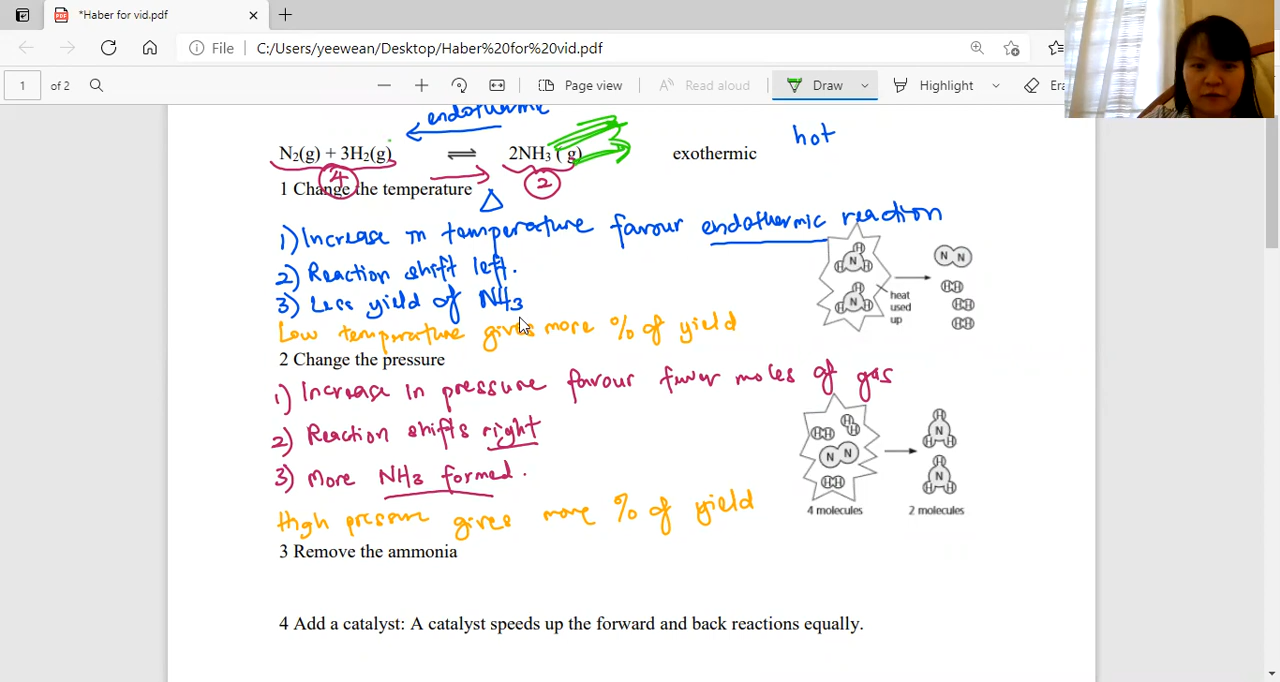 *Haber for vid.pdf
File C:/Users/yeewean/Desktop/Haber%20for%20vid.pdf
1 of 2 Page view Read aloud Draw Highlight Era
endothermic
hot
N2(g) + 3H2(g) ⇌ 2NH3 (g) exothermic
4 2
1 Change the temperature
Δ
1) Increase in temperature favour endothermic reaction
2) Reaction shift left.
3) Less yield of NH3
Low temperature gives more % of yield
H H N H H N H
heat
used
up
N N
H H
H H
H H
2 Change the pressure
1) Increase in pressure favour fewer moles of gas
2) Reaction shifts right
3) More NH3 formed.
High pressure gives more % of yield
H H H H
N N
H H
H N H H
H N H H
4 molecules 2 molecules
3 Remove the ammonia
4 Add a catalyst: A catalyst speeds up the forward and back reactions equally.